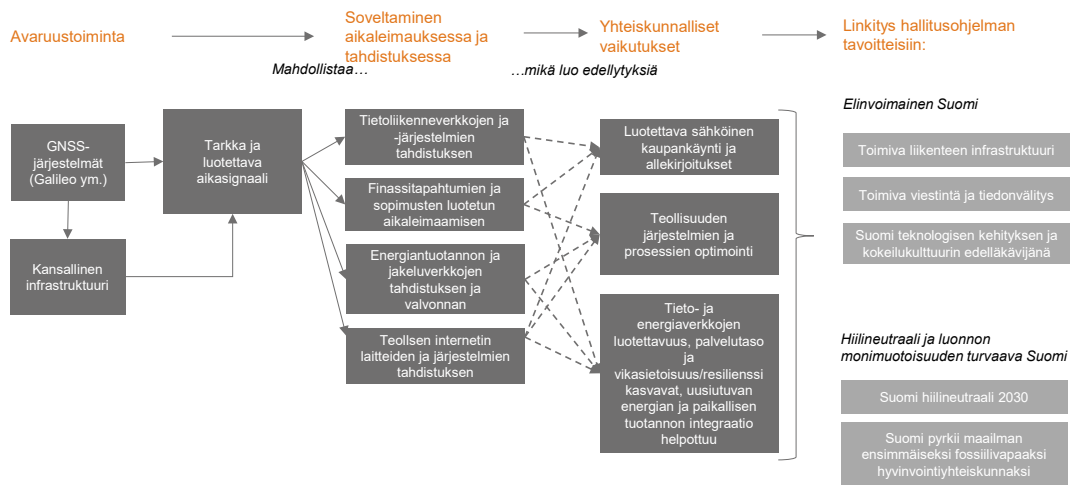 Avaruustoiminta
Soveltaminen
aikaleimauksessa ja
tahdistuksessa
Yhteiskunnalliset
vaikutukset
Linkitys hallitusohjelman
tavoitteisiin:
Mahdollistaa…
…mikä luo edellytyksiä
GNSS-
järjestelmät
(Galileo ym.)
Kansallinen
infrastruktuuri
Tarkka ja
luotettava
aikasignaali
Tietoliikenneverkkojen ja
-järjestelmien
tahdistuksen
Finassitapahtumien ja
sopimusten luotetun
aikaleimaamisen
Energiantuotannon ja
jakeluverkkojen
tahdistuksen ja
valvonnan
Teollsen internetin
laitteiden ja järjestelmien
tahdistuksen
Luotettava sähköinen
kaupankäynti ja
allekirjoitukset
Teollisuuden
järjestelmien ja
prosessien optimointi
Tieto- ja
energiaverkkojen
luotettavuus, palvelutaso
ja
vikasietoisuus/resilienssi
kasvavat, uusiutuvan
energian ja paikallisen
tuotannon integraatio
helpottuu
Elinvoimainen Suomi
Toimiva liikenteen infrastruktuuri
Toimiva viestintä ja tiedonvälitys
Suomi teknologisen kehityksen ja
kokeilukulttuurin edelläkävijänä
Hiilineutraali ja luonnon
monimuotoisuuden turvaava Suomi
Suomi hiilineutraali 2030
Suomi pyrkii maailman
ensimmäiseksi fossiilivapaaksi
hyvinvointiyhteiskunnaksi